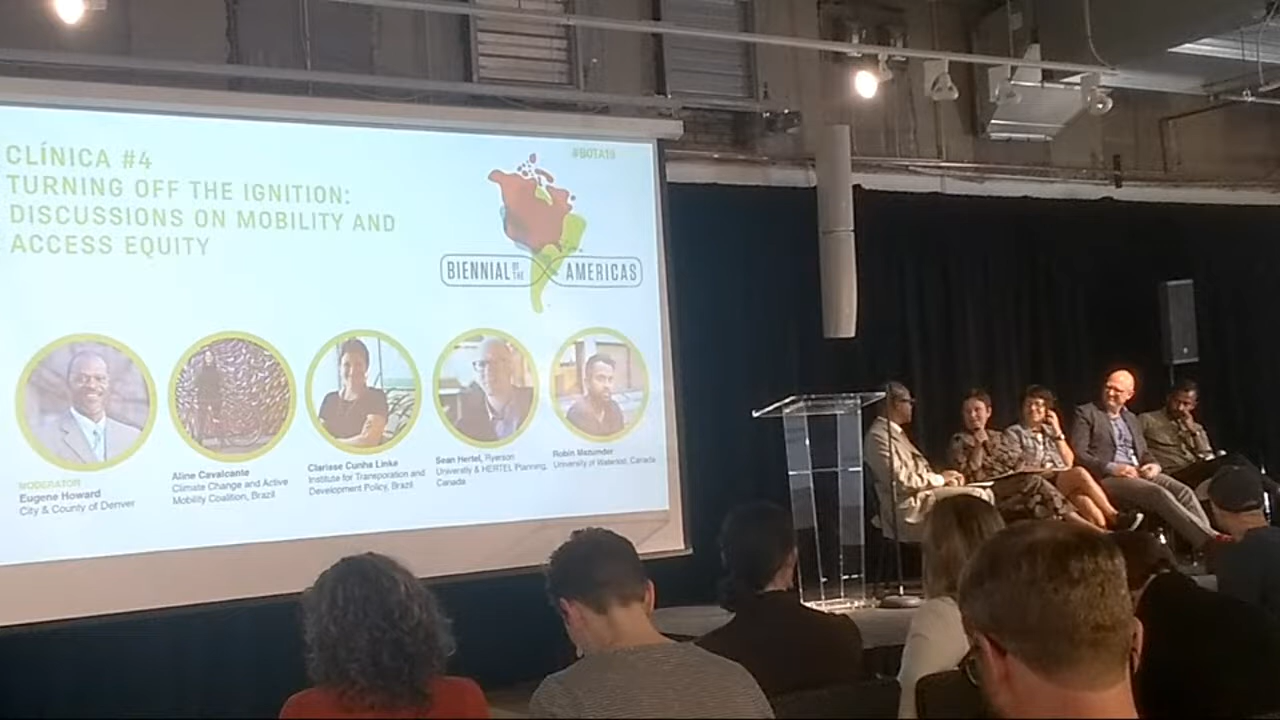 CLÍNICA #4
TURNING OFF THE IGNITION:
DISCUSSIONS ON MOBILITY AND
ACCESS EQUITY
#BOTA19
BIENNIAL OF THE AMERICAS
MODERATOR
Eugene Howard
City & County of Denver
Aline Cavalcante
Climate Change and Active
Mobility Coalition, Brazil
Clarisse Cunha Linke
Institute for Transporation and
Development Policy, Brazil
Sean Hertel, Ryerson
University & HERTEL Planning,
Canada
Robin Mazumder
University of Waterloo, Canada